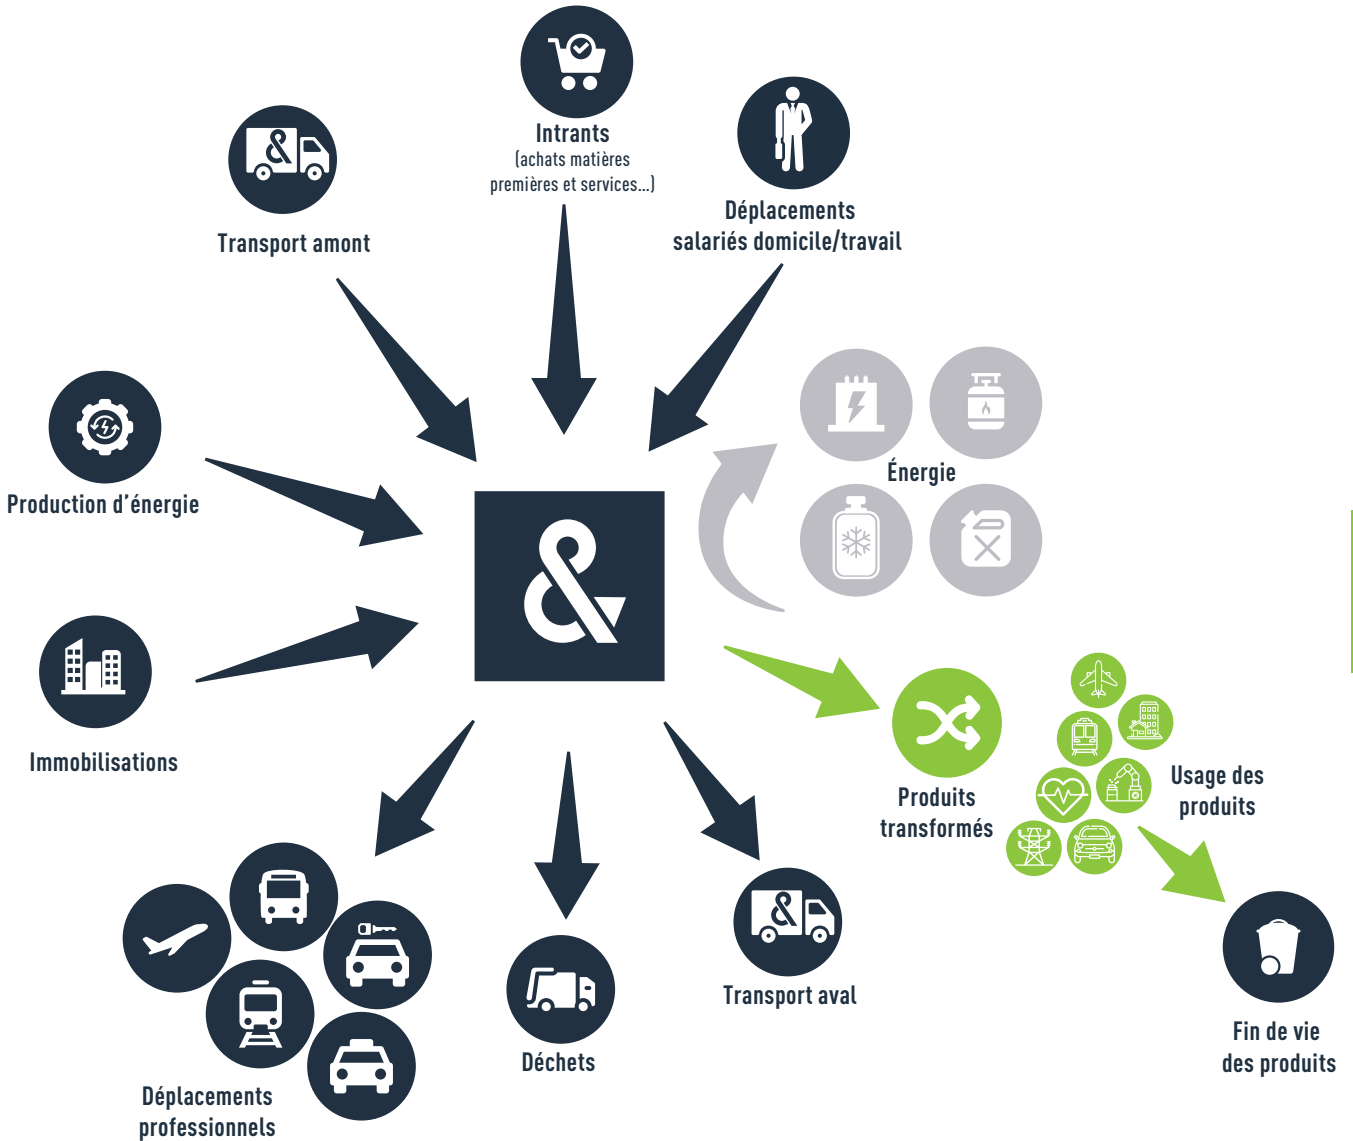 Intrants
(achats matières
premières et services...)
Déplacements
salariés domicile/travail
Transport amont
Énergie
Production d'énergie
&
Immobilisations
Produits
transformés
Usage des
produits
Transport aval
Déchets
Déplacements
professionnels
Fin de vie
des produits